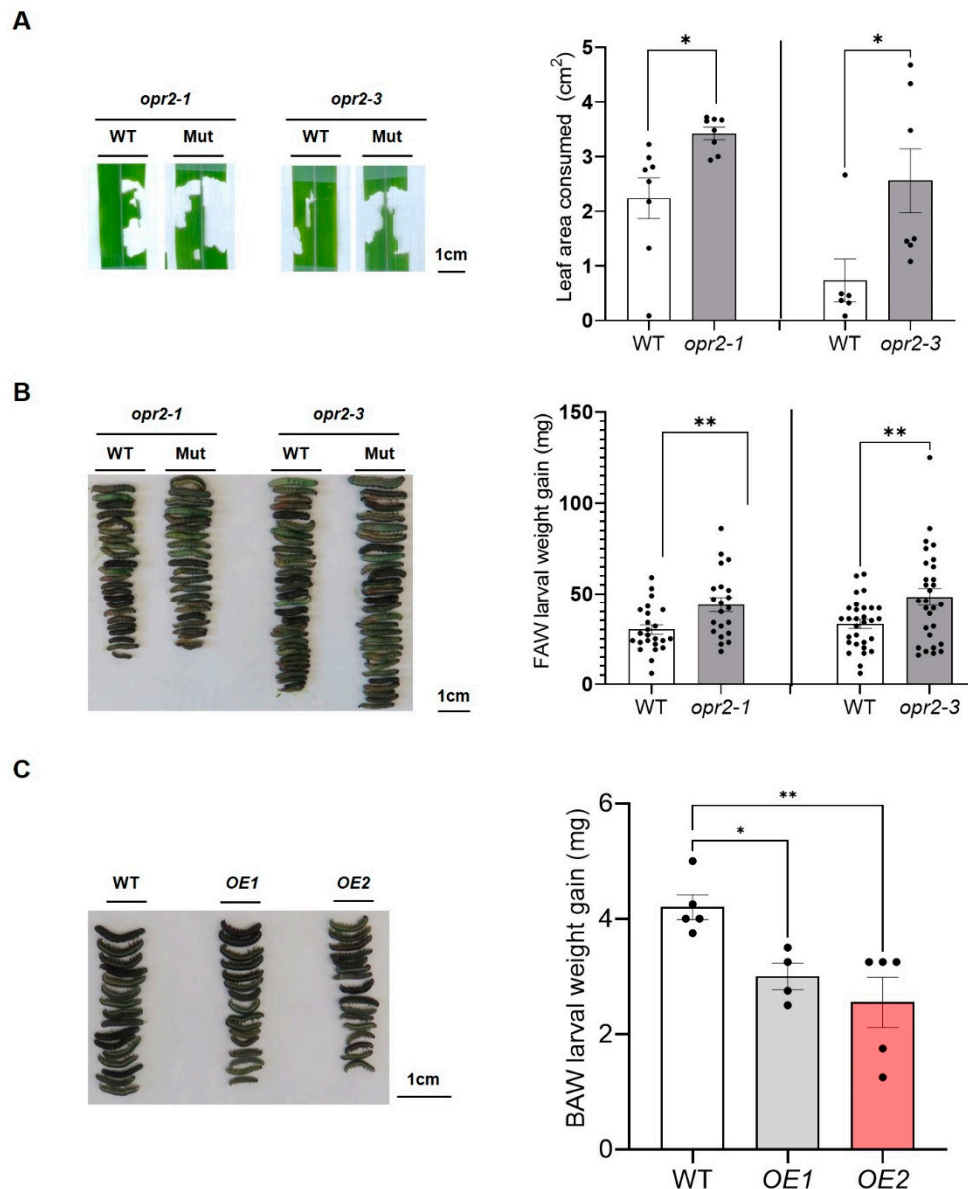 A
opr2-1 opr2-3
WT Mut WT Mut
1cm
Leaf area consumed (cm²)
5
4
3
2
1
0
* *
WT opr2-1 WT opr2-3
B
opr2-1 opr2-3
WT Mut WT Mut
1cm
FAW larval weight gain (mg)
150
100
50
0
** **
WT opr2-1 WT opr2-3
C
WT OE1 OE2
1cm
BAW larval weight gain (mg)
6
4
2
0
**
*
WT OE1 OE2